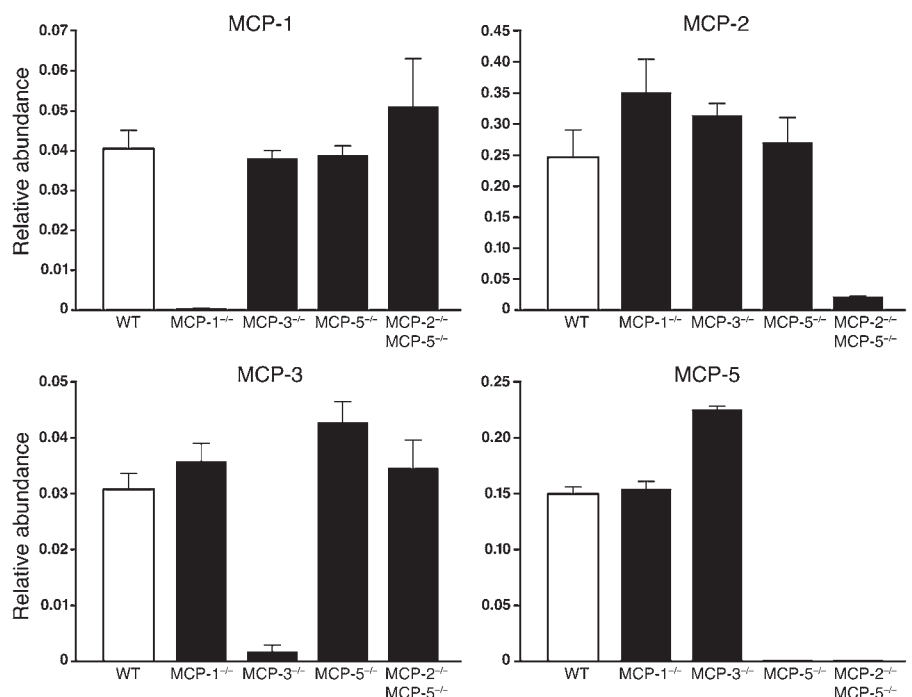 MCP-1
Relative abundance
0.07
0.06
0.05
0.04
0.03
0.02
0.01
0
WT
MCP-1⁻/⁻
MCP-3⁻/⁻
MCP-5⁻/⁻
MCP-2⁻/⁻
MCP-5⁻/⁻
MCP-2
0.45
0.40
0.35
0.30
0.25
0.20
0.15
0.10
0.05
0
WT
MCP-1⁻/⁻
MCP-3⁻/⁻
MCP-5⁻/⁻
MCP-2⁻/⁻
MCP-5⁻/⁻
MCP-3
Relative abundance
0.05
0.04
0.03
0.02
0.01
0
WT
MCP-1⁻/⁻
MCP-3⁻/⁻
MCP-5⁻/⁻
MCP-2⁻/⁻
MCP-5⁻/⁻
MCP-5
0.25
0.20
0.15
0.10
0.05
0
WT
MCP-1⁻/⁻
MCP-3⁻/⁻
MCP-5⁻/⁻
MCP-2⁻/⁻
MCP-5⁻/⁻